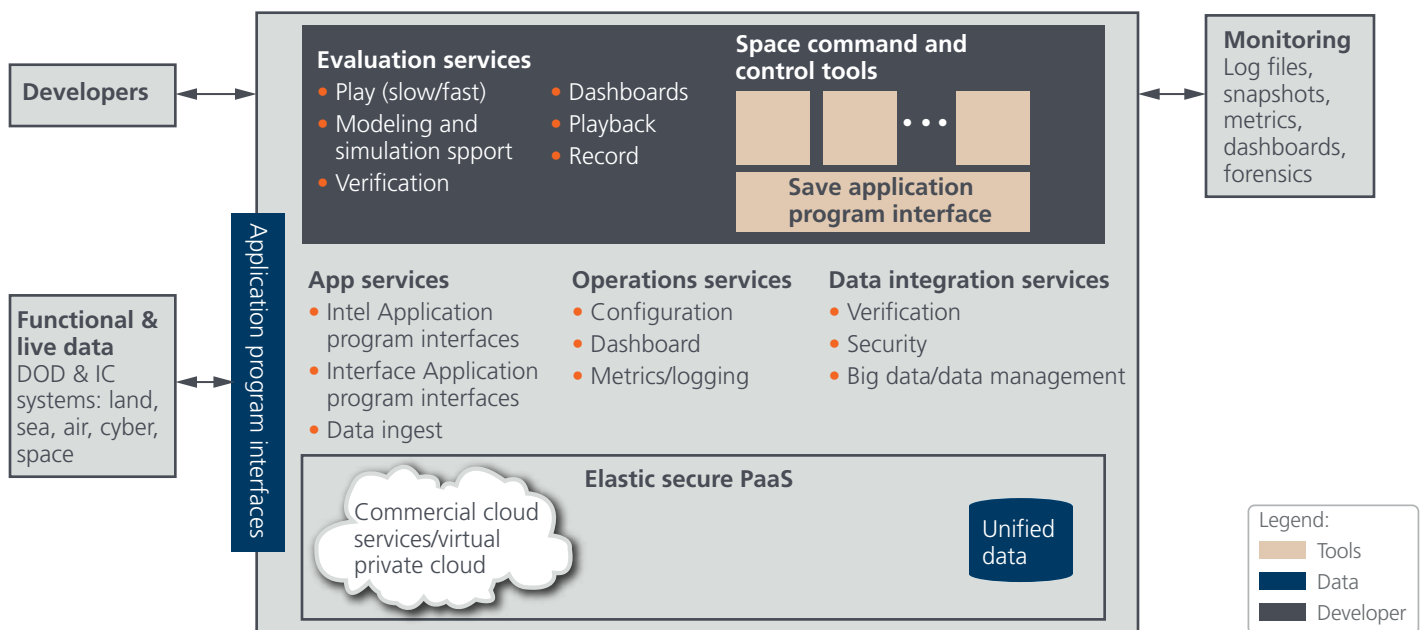 Developers
Evaluation services
• Play (slow/fast)
• Modeling and
simulation spport
• Verification
• Dashboards
• Playback
• Record
Space command and
control tools
•••
Save application
program interface
Monitoring
Log files,
snapshots,
metrics,
dashboards,
forensics
Application program interfaces
Functional &
live data
DOD & IC
systems: land,
sea, air, cyber,
space
App services
• Intel Application
program interfaces
• Interface Application
program interfaces
• Data ingest
Operations services
• Configuration
• Dashboard
• Metrics/logging
Data integration services
• Verification
• Security
• Big data/data management
Elastic secure PaaS
Commercial cloud
services/virtual
private cloud
Unified
data
Legend:
Tools
Data
Developer